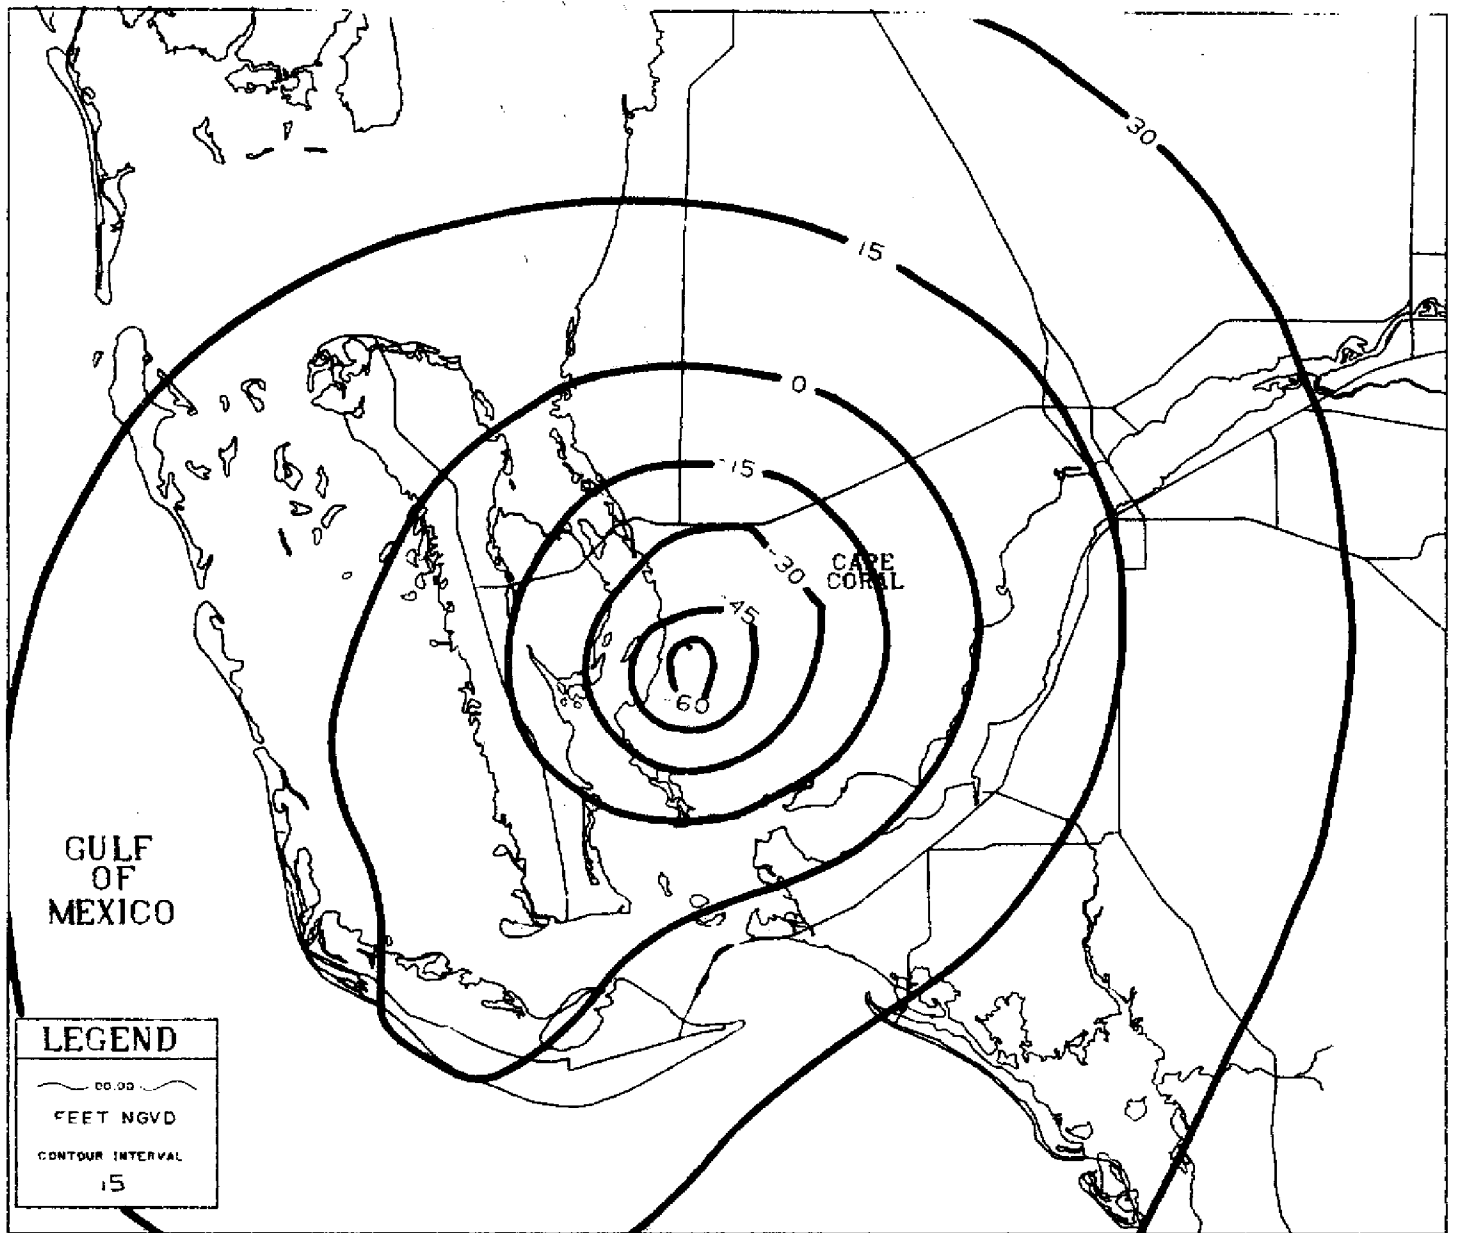 30
15
0
-15
-30
CAPE
CORAL
-45
-60
GULF
OF
MEXICO
LEGEND
00.00
FEET NGVD
CONTOUR INTERVAL
15